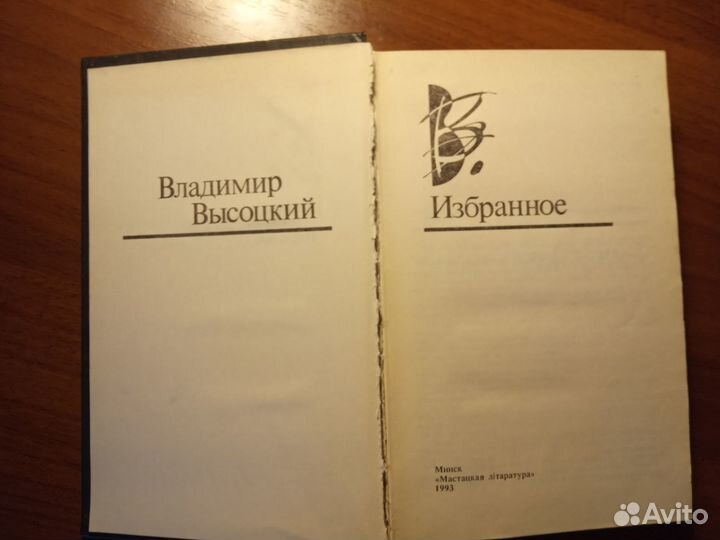 Владимир
Высоцкий
В.
Избранное
Минск
«Мастацкая літаратура»
1993
Avito